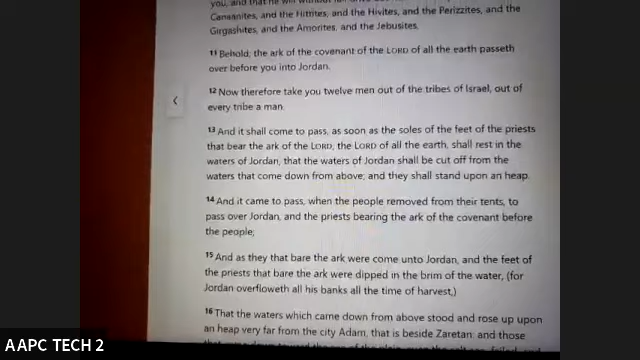 you, and that he will without
Canaanites, and the Hittites, and the Hivites, and the Perizzites, and the
Girgashites, and the Amorites, and the Jebusites.
11 Behold, the ark of the covenant of the LORD of all the earth passeth
over before you into Jordan.
12 Now therefore take you twelve men out of the tribes of Israel, out of
every tribe a man.
13 And it shall come to pass, as soon as the soles of the feet of the priests
that bear the ark of the LORD, the LORD of all the earth, shall rest in the
waters of Jordan, that the waters of Jordan shall be cut off from the
waters that come down from above; and they shall stand upon an heap.
14 And it came to pass, when the people removed from their tents, to
pass over Jordan, and the priests bearing the ark of the covenant before
the people;
15 And as they that bare the ark were come unto Jordan, and the feet of
the priests that bare the ark were dipped in the brim of the water, (for
Jordan overfloweth all his banks all the time of harvest,)
16 That the waters which came down from above stood and rose up upon
an heap very far from the city Adam, that is beside Zaretan: and those
AAPC TECH 2